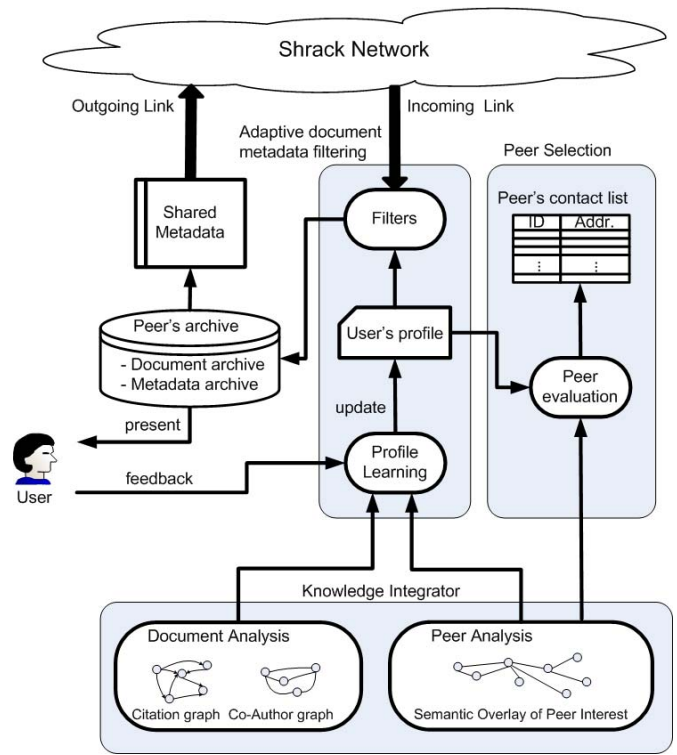 Shrack Network
Outgoing Link
Incoming Link
Adaptive document
metadata filtering
Peer Selection
Shared
Metadata
Filters
Peer's contact list
ID Addr.
⋮ ⋮
Peer's archive
- Document archive
- Metadata archive
User's profile
Peer
evaluation
present
update
User
feedback
Profile
Learning
Knowledge Integrator
Document Analysis
Citation graph
Co-Author graph
Peer Analysis
Semantic Overlay of Peer Interest